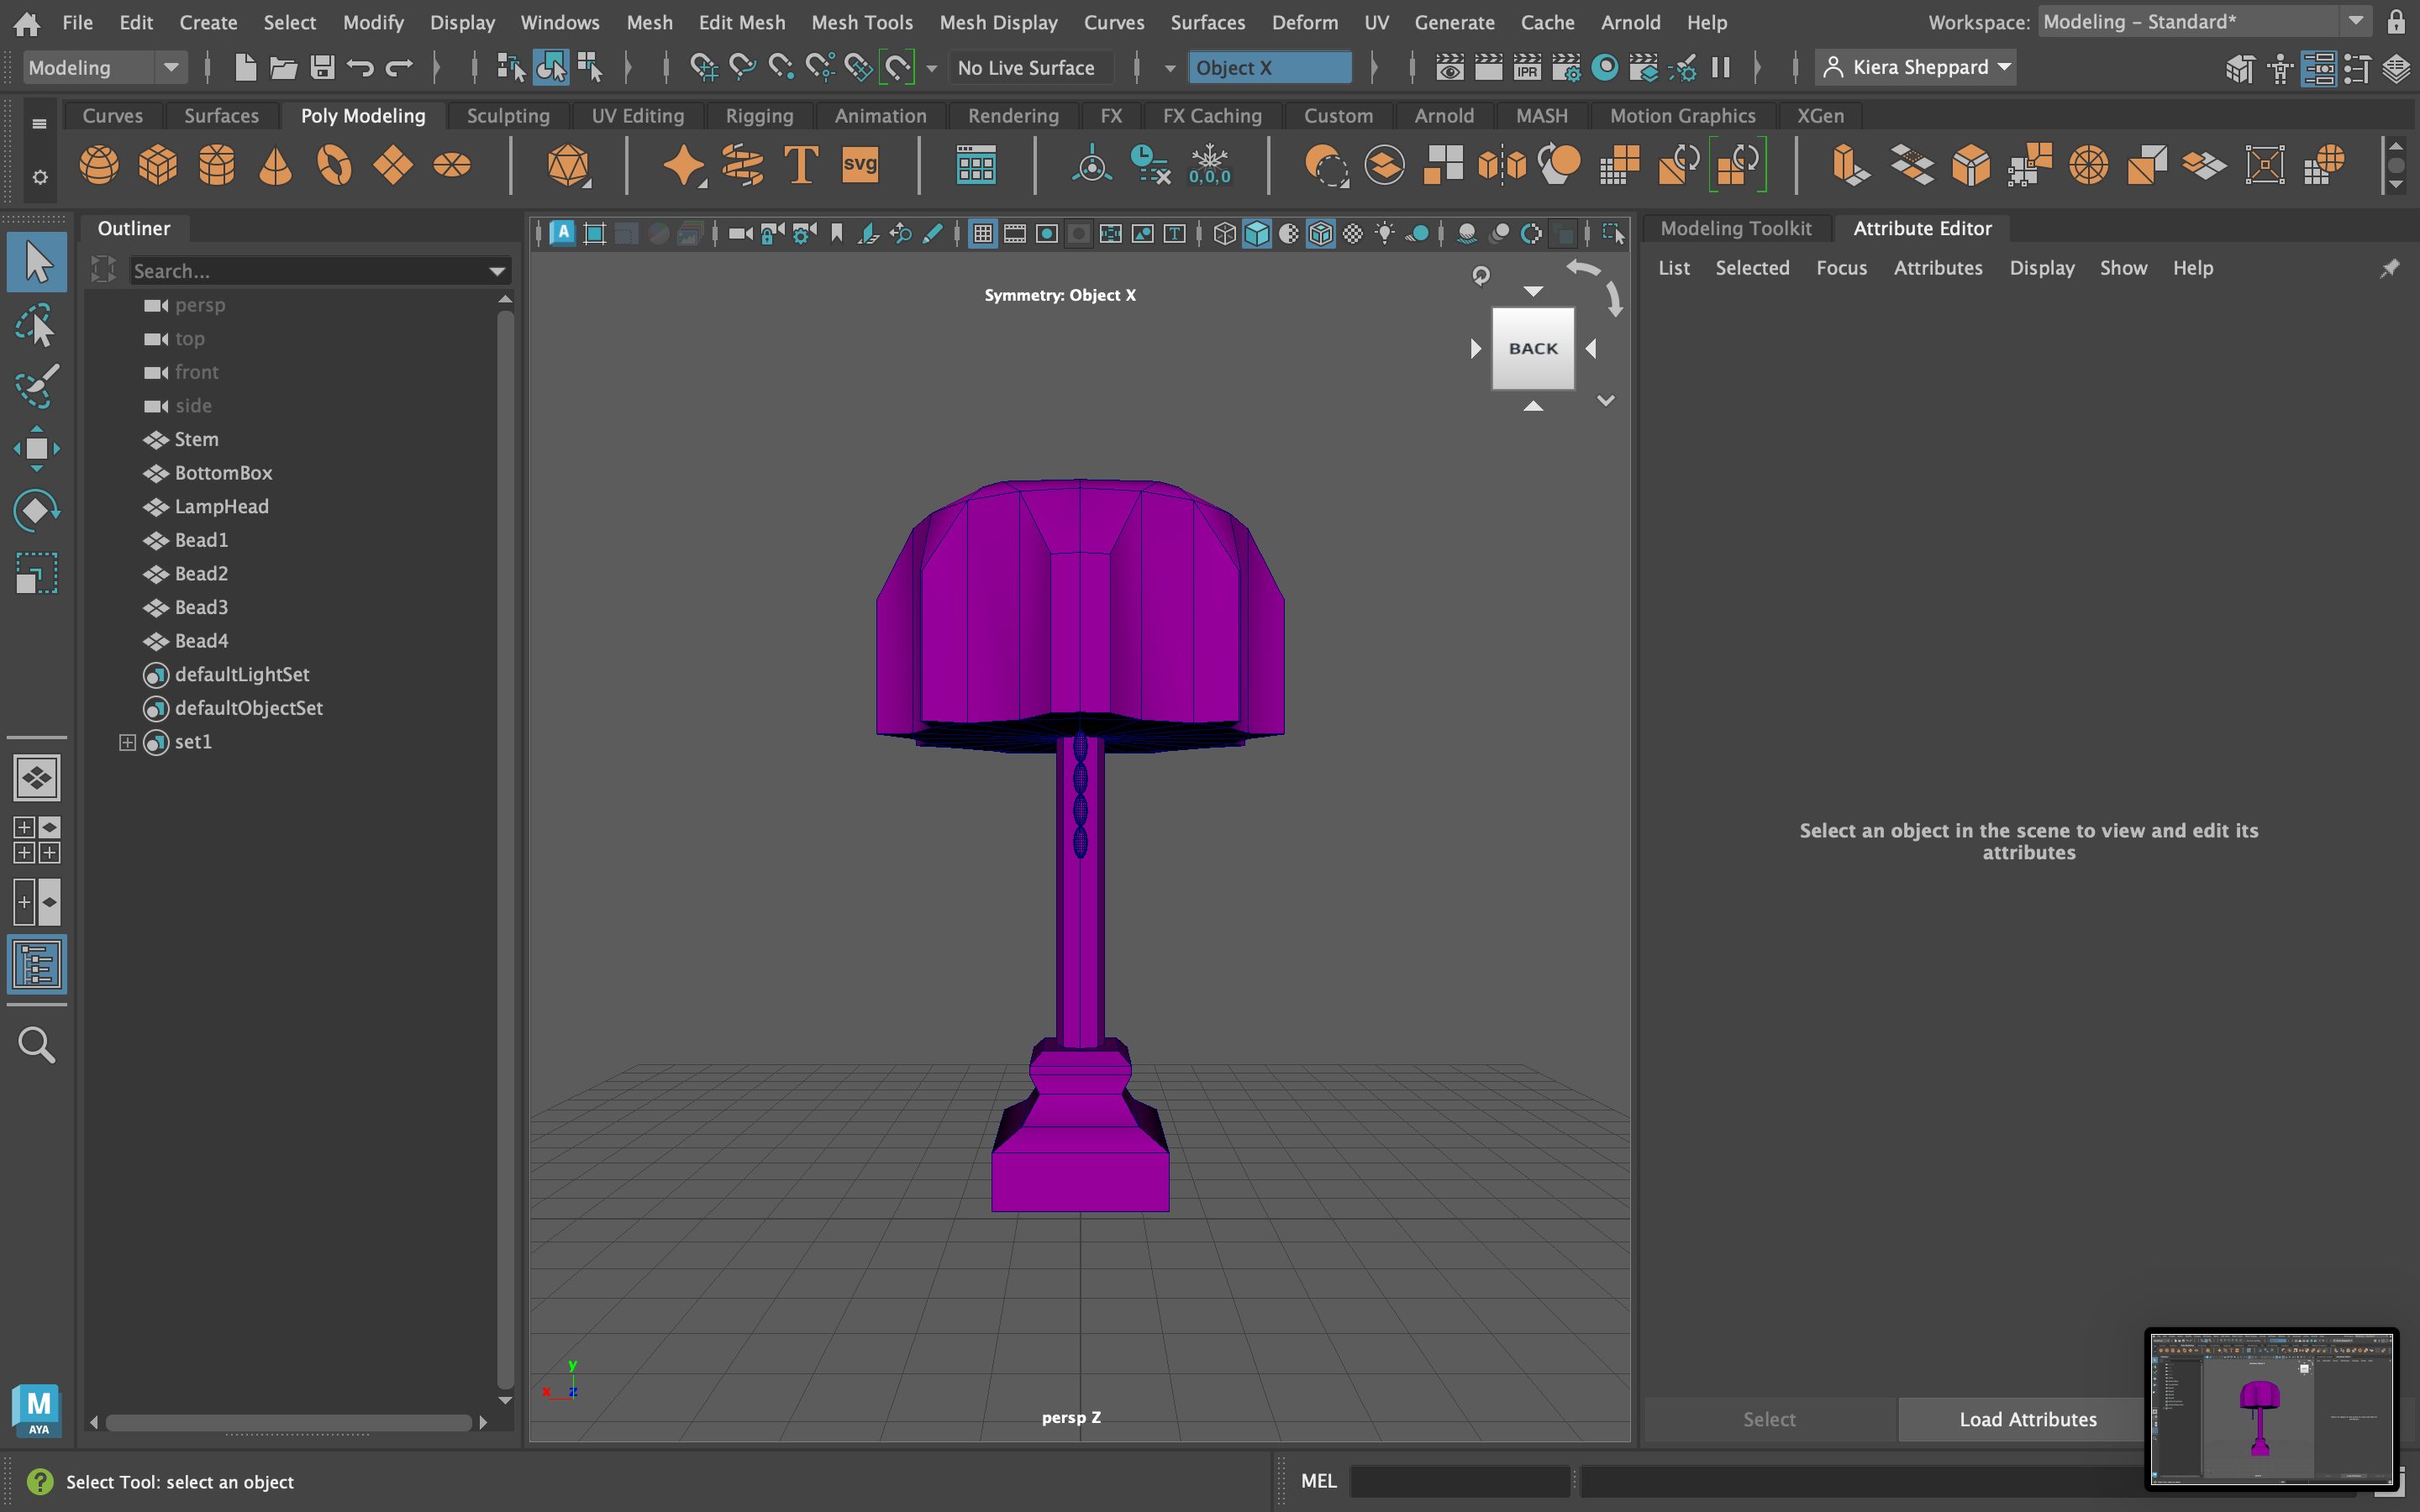 File Edit Create Select Modify Display Windows Mesh Edit Mesh Mesh Tools Mesh Display Curves Surfaces Deform UV Generate Cache Arnold Help Workspace: Modeling - Standard*
Modeling No Live Surface Object X IPR Kiera Sheppard
Curves Surfaces Poly Modeling Sculpting UV Editing Rigging Animation Rendering FX FX Caching Custom Arnold MASH Motion Graphics XGen
T svg 0,0,0
Outliner
Modeling Toolkit Attribute Editor
Search...
List Selected Focus Attributes Display Show Help
A T
Symmetry: Object X
BACK
persp
top
front
side
Stem
BottomBox
LampHead
Bead1
Bead2
Bead3
Bead4
defaultLightSet
defaultObjectSet
set1
Select an object in the scene to view and edit its
attributes
y
x z
persp Z
Select Load Attributes
M
AYA
Select Tool: select an object
MEL